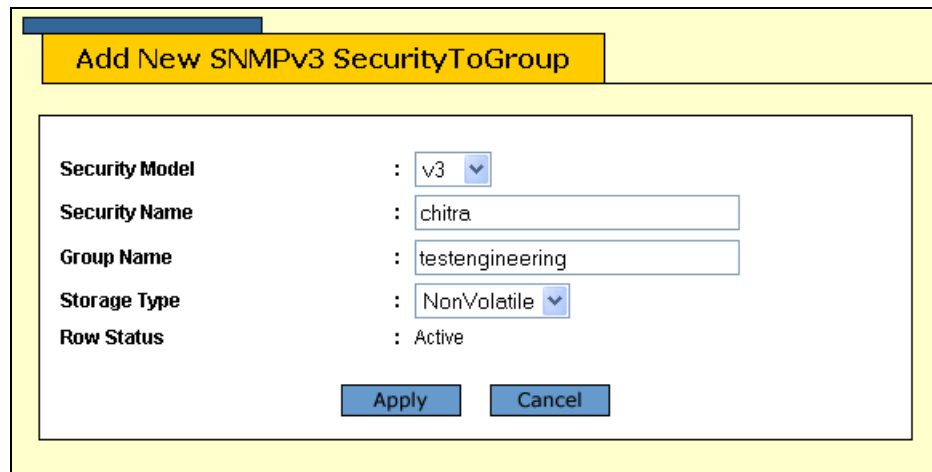 Add New SNMPv3 SecurityToGroup
Security Model : v3
Security Name : chitra
Group Name : testengineering
Storage Type : NonVolatile
Row Status : Active
Apply Cancel